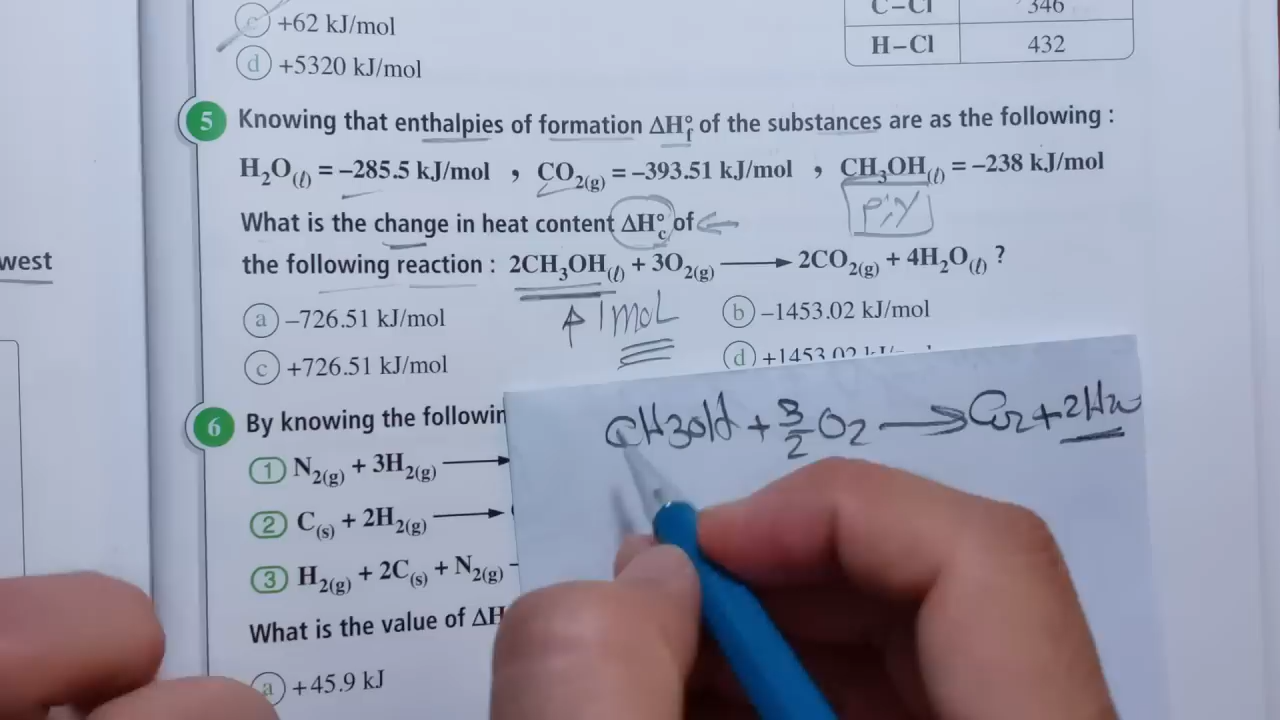 c +62 kJ/mol
d +5320 kJ/mol
C–Cl 346
H–Cl 432
5 Knowing that enthalpies of formation ΔH°f of the substances are as the following :
H₂O(ℓ) = –285.5 kJ/mol , CO₂(g) = –393.51 kJ/mol , CH₃OH(ℓ) = –238 kJ/mol
What is the change in heat content ΔH°c of
the following reaction : 2CH₃OH(ℓ) + 3O₂(g) ⟶ 2CO₂(g) + 4H₂O(ℓ) ?
a –726.51 kJ/mol b –1453.02 kJ/mol
1 mol
c +726.51 kJ/mol d +1453.02 kJ/
CH3OH + 3/2 O2 ⟶ CO2 +
6 By knowing the followin
1 N₂(g) + 3H₂(g) ⟶
2 C(s) + 2H₂(g) ⟶
3 H₂(g) + 2C(s) + N₂(g) –
What is the value of ΔH
a +45.9 kJ
west